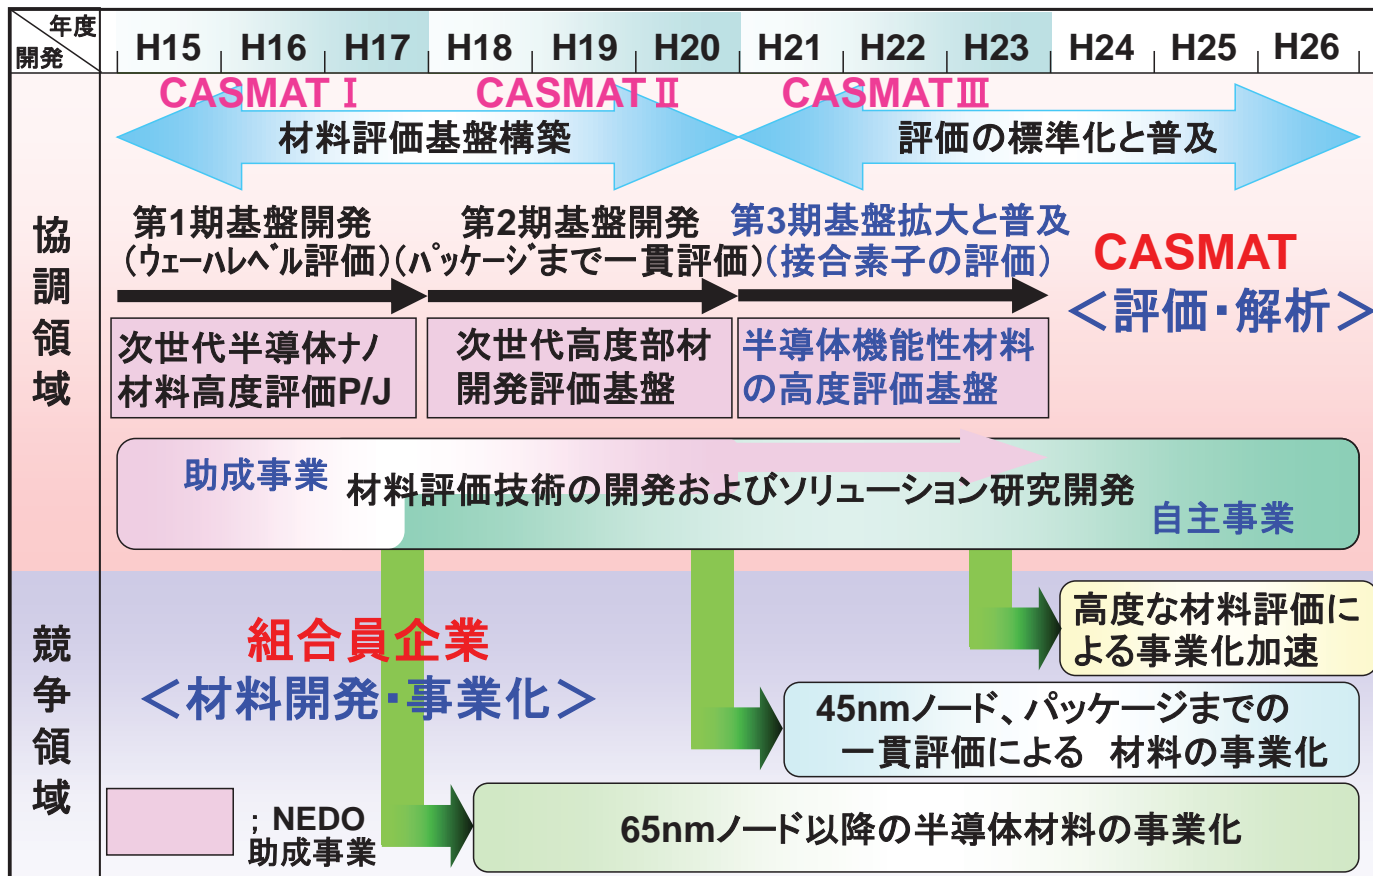 年度
開発
H15 H16 H17 H18 H19 H20 H21 H22 H23 H24 H25 H26
CASMAT Ⅰ
CASMAT Ⅱ
CASMAT Ⅲ
材料評価基盤構築
評価の標準化と普及
協調領域
第1期基盤開発
(ウェーハレベル評価)
第2期基盤開発
(パッケージまで一貫評価)
第3期基盤拡大と普及
(接合素子の評価)
CASMAT
＜評価・解析＞
次世代半導体ナノ
材料高度評価P/J
次世代高度部材
開発評価基盤
半導体機能性材料
の高度評価基盤
助成事業
材料評価技術の開発およびソリューション研究開発
自主事業
競争領域
組合員企業
＜材料開発・事業化＞
高度な材料評価に
よる事業化加速
45nmノード、パッケージまでの
一貫評価による 材料の事業化
65nmノード以降の半導体材料の事業化
; NEDO
助成事業